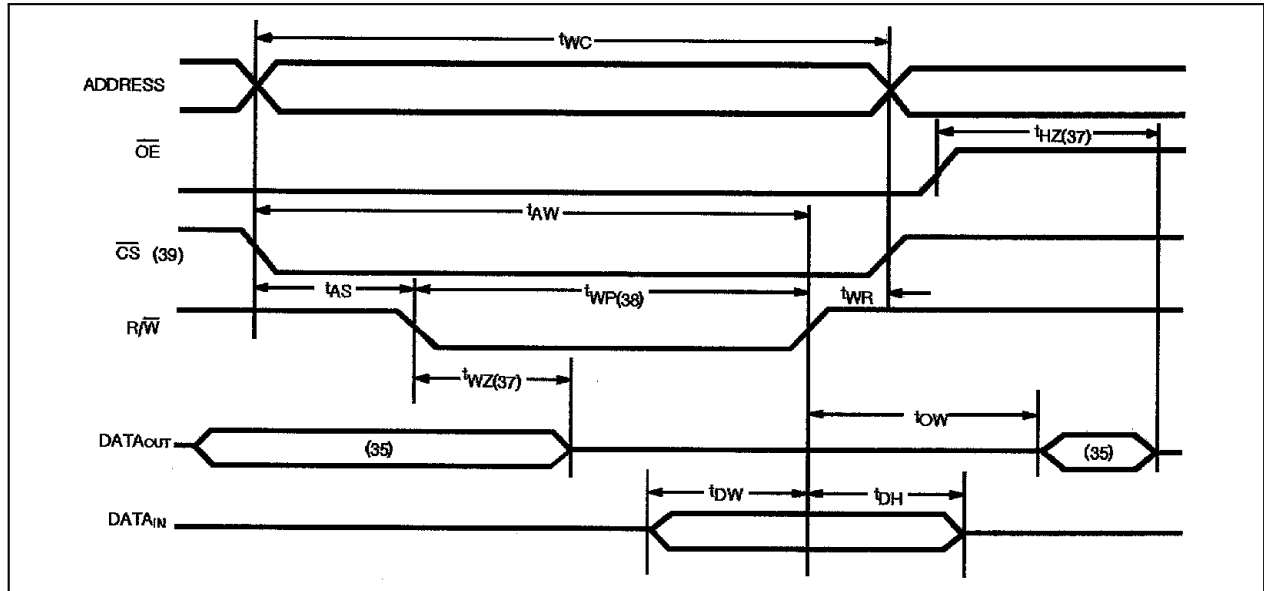 tWC
ADDRESS
OE
tHZ(37)
tAW
CS (39)
tAS
tWP(38)
tWR
R/W
tWZ(37)
tOW
DATAOUT
(35)
(35)
tDW
tDH
DATAIN